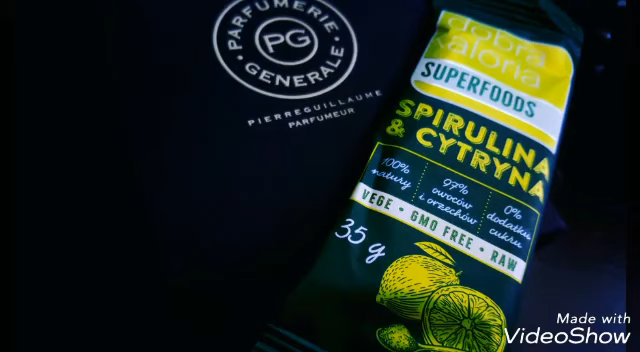 PARFUMERIE
PG
GENERALE
PIERREGUILLAUME
PARFUMEUR
dobra
kaloria
SUPERFOODS
SPIRULINA
& CYTRYNA
100%
natury
97%
owoców
i orzechów
0%
dodatku
cukru
VEGE • GMO FREE • RAW
35 g
Made with
VideoShow